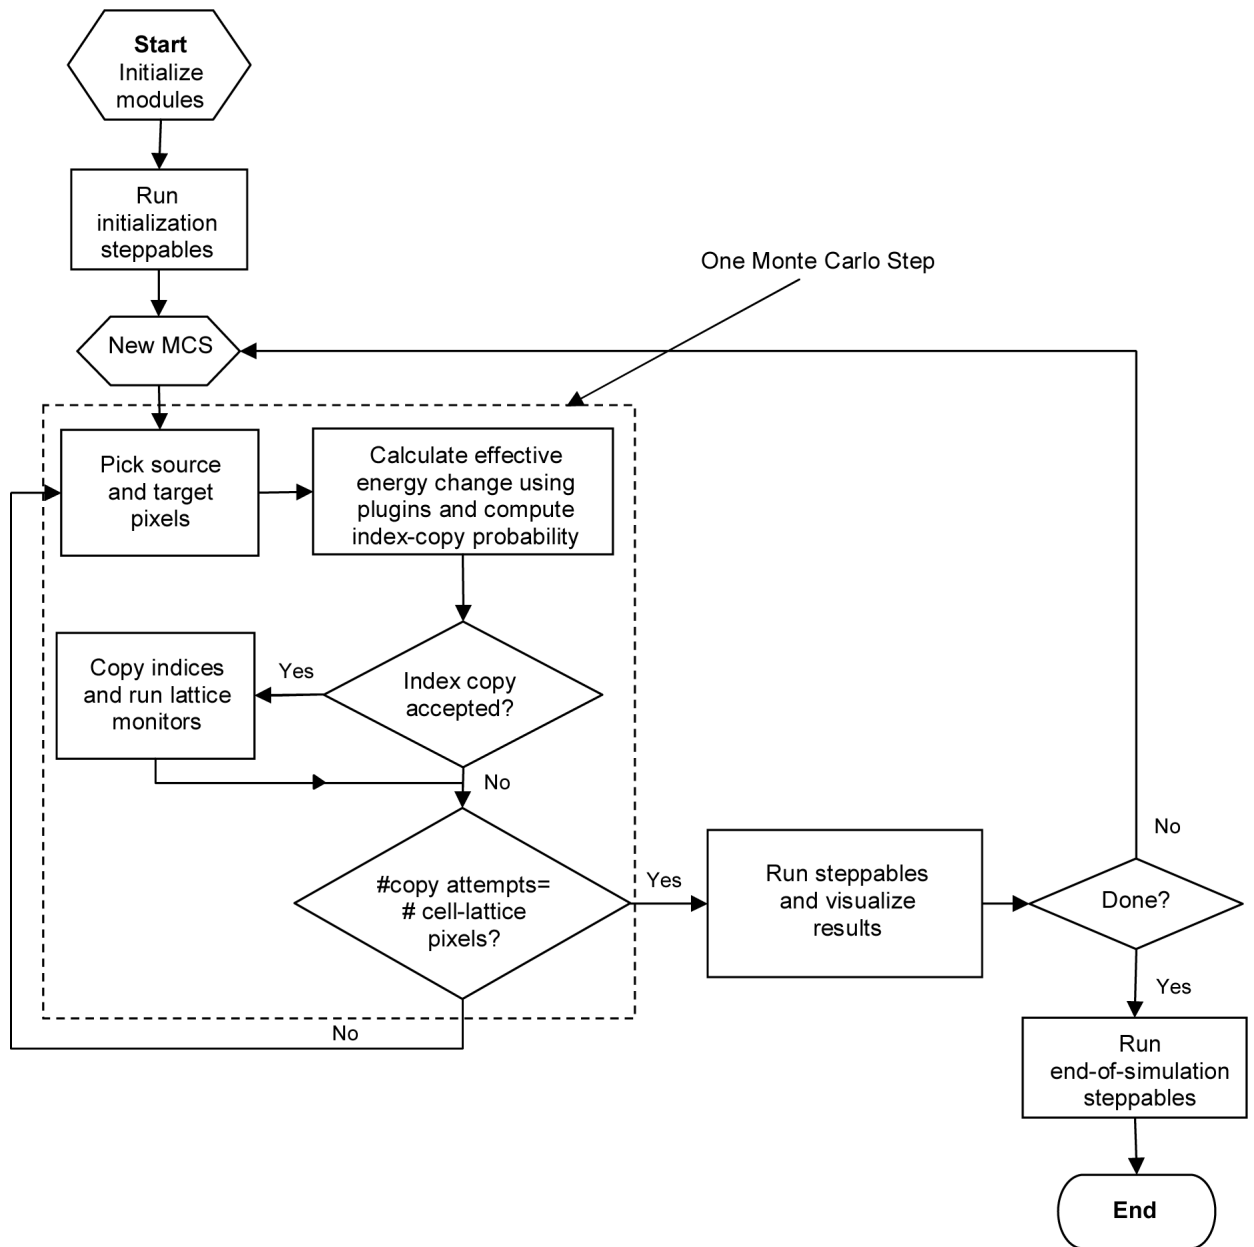 Start
Initialize
modules
Run
initialization
steppables
One Monte Carlo Step
New MCS
Pick source
and target
pixels
Calculate effective
energy change using
plugins and compute
index-copy probability
Copy indices
and run lattice
monitors
Yes
Index copy
accepted?
No
#copy attempts=
# cell-lattice
pixels?
Yes
No
Run steppables
and visualize
results
Done?
No
Yes
Run
end-of-simulation
steppables
End